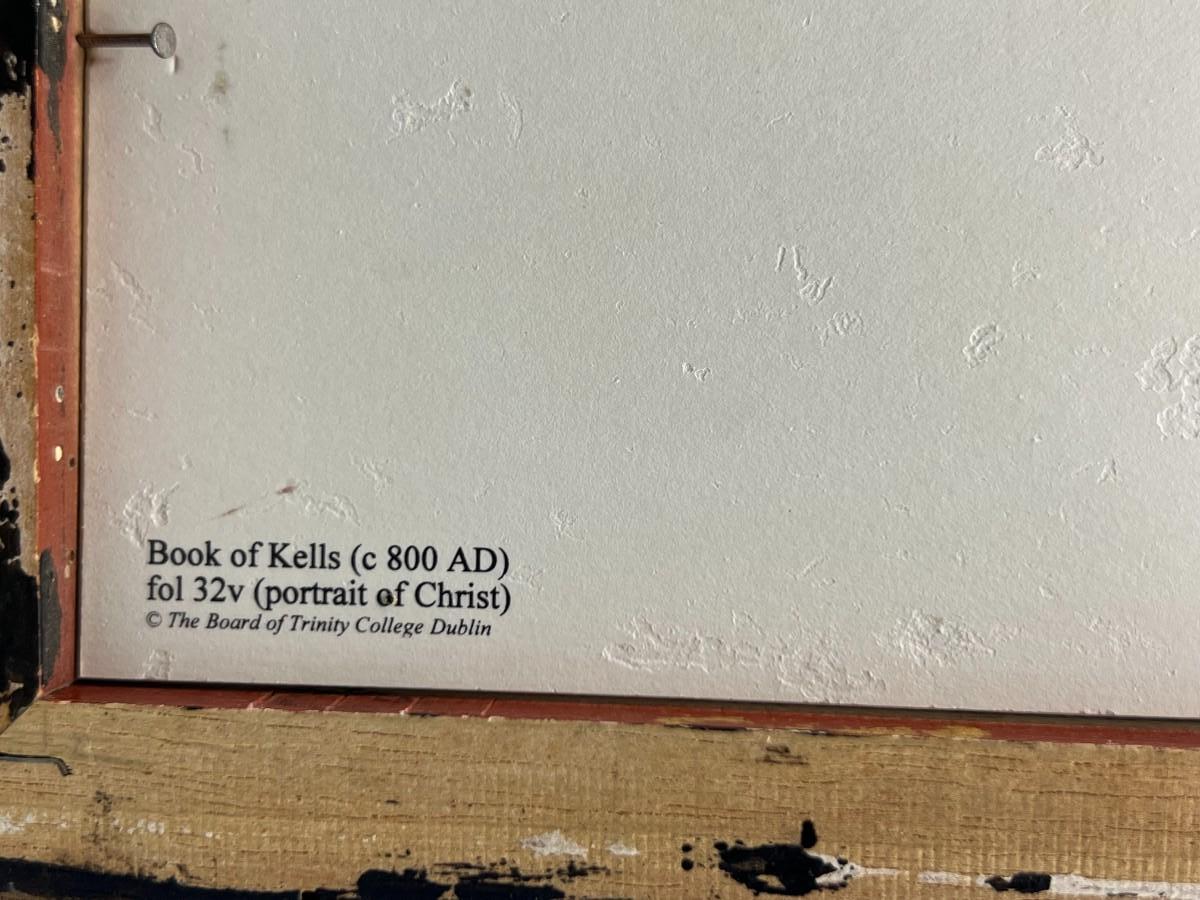 Book of Kells (c 800 AD)
fol 32v (portrait of Christ)
© The Board of Trinity College Dublin